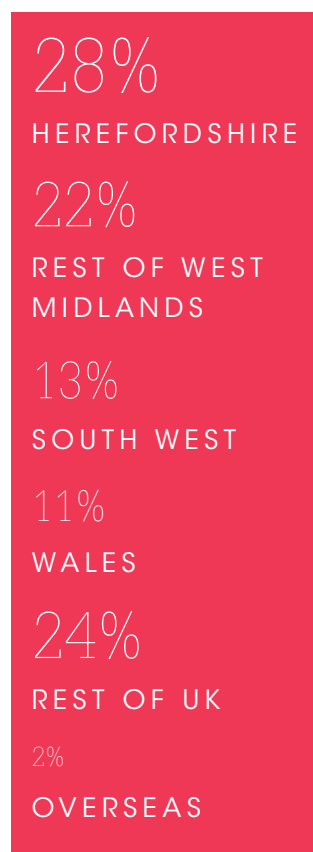 28%
HEREFORDSHIRE
22%
REST OF WEST
MIDLANDS
13%
SOUTH WEST
11%
WALES
24%
REST OF UK
2%
OVERSEAS